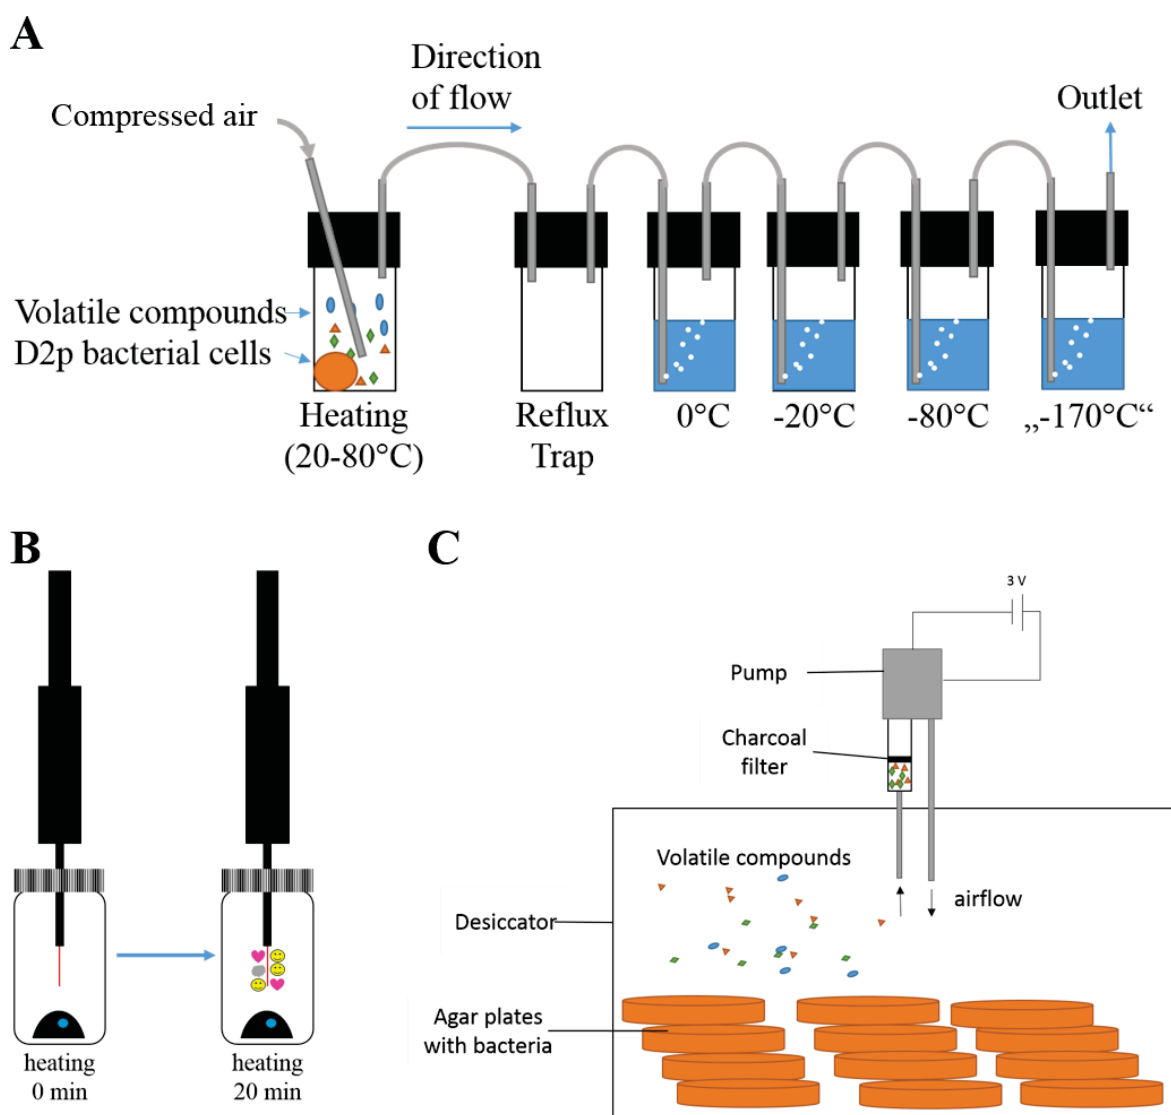 A
Direction
of flow
Compressed air
Outlet
Volatile compounds
D2p bacterial cells
Heating
(20-80°C)
Reflux
Trap
0°C
-20°C
-80°C
„-170°C“
B
heating
0 min
heating
20 min
C
3 V
Pump
Charcoal
filter
Volatile compounds
airflow
Desiccator
Agar plates
with bacteria